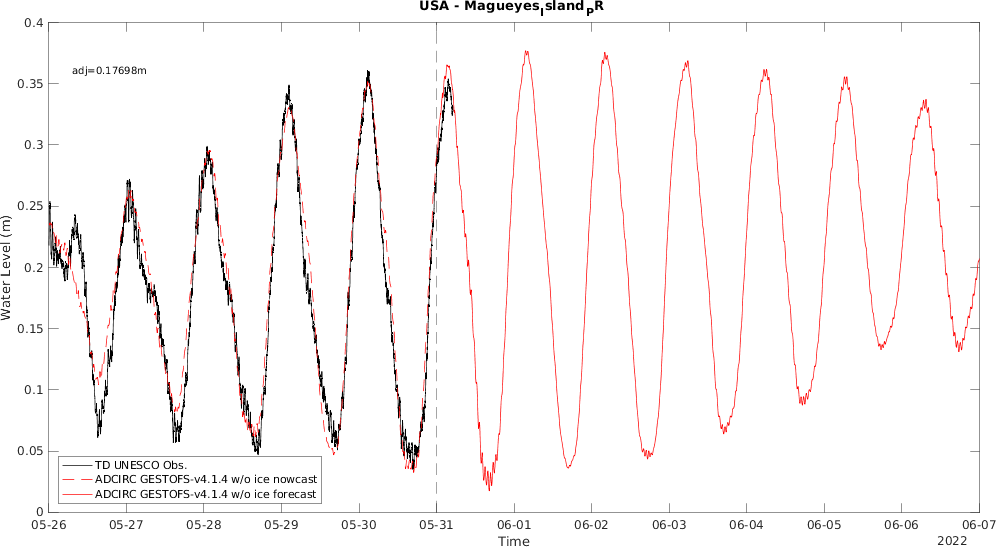 USA - Magueyes_Island_PR
0.4
0.35
0.3
0.25
0.2
0.15
0.1
0.05
0
Water Level (m)
adj=0.17698m
TD UNESCO Obs.
ADCIRC GESTOFS-v4.1.4 w/o ice nowcast
ADCIRC GESTOFS-v4.1.4 w/o ice forecast
05-26 05-27 05-28 05-29 05-30 05-31 06-01 06-02 06-03 06-04 06-05 06-06 06-07
Time
2022